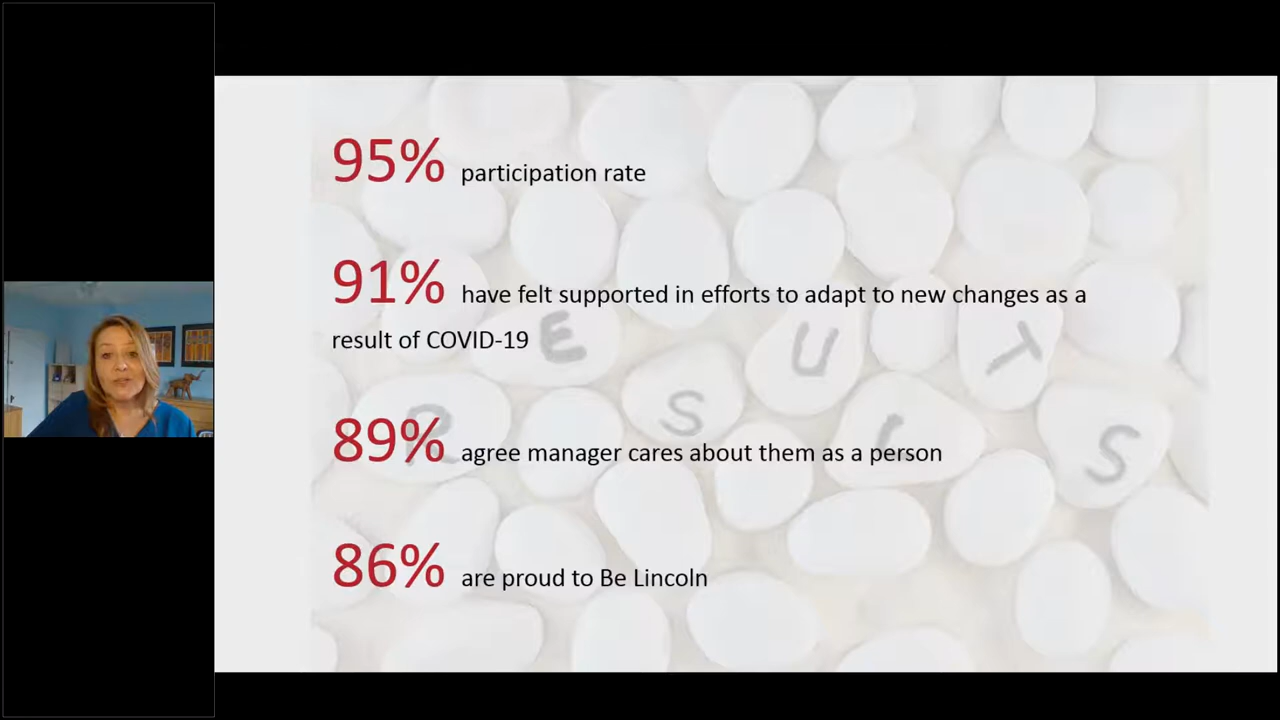 95% participation rate
91% have felt supported in efforts to adapt to new changes as a
result of COVID-19
E U T
R S L S
89% agree manager cares about them as a person
86% are proud to Be Lincoln